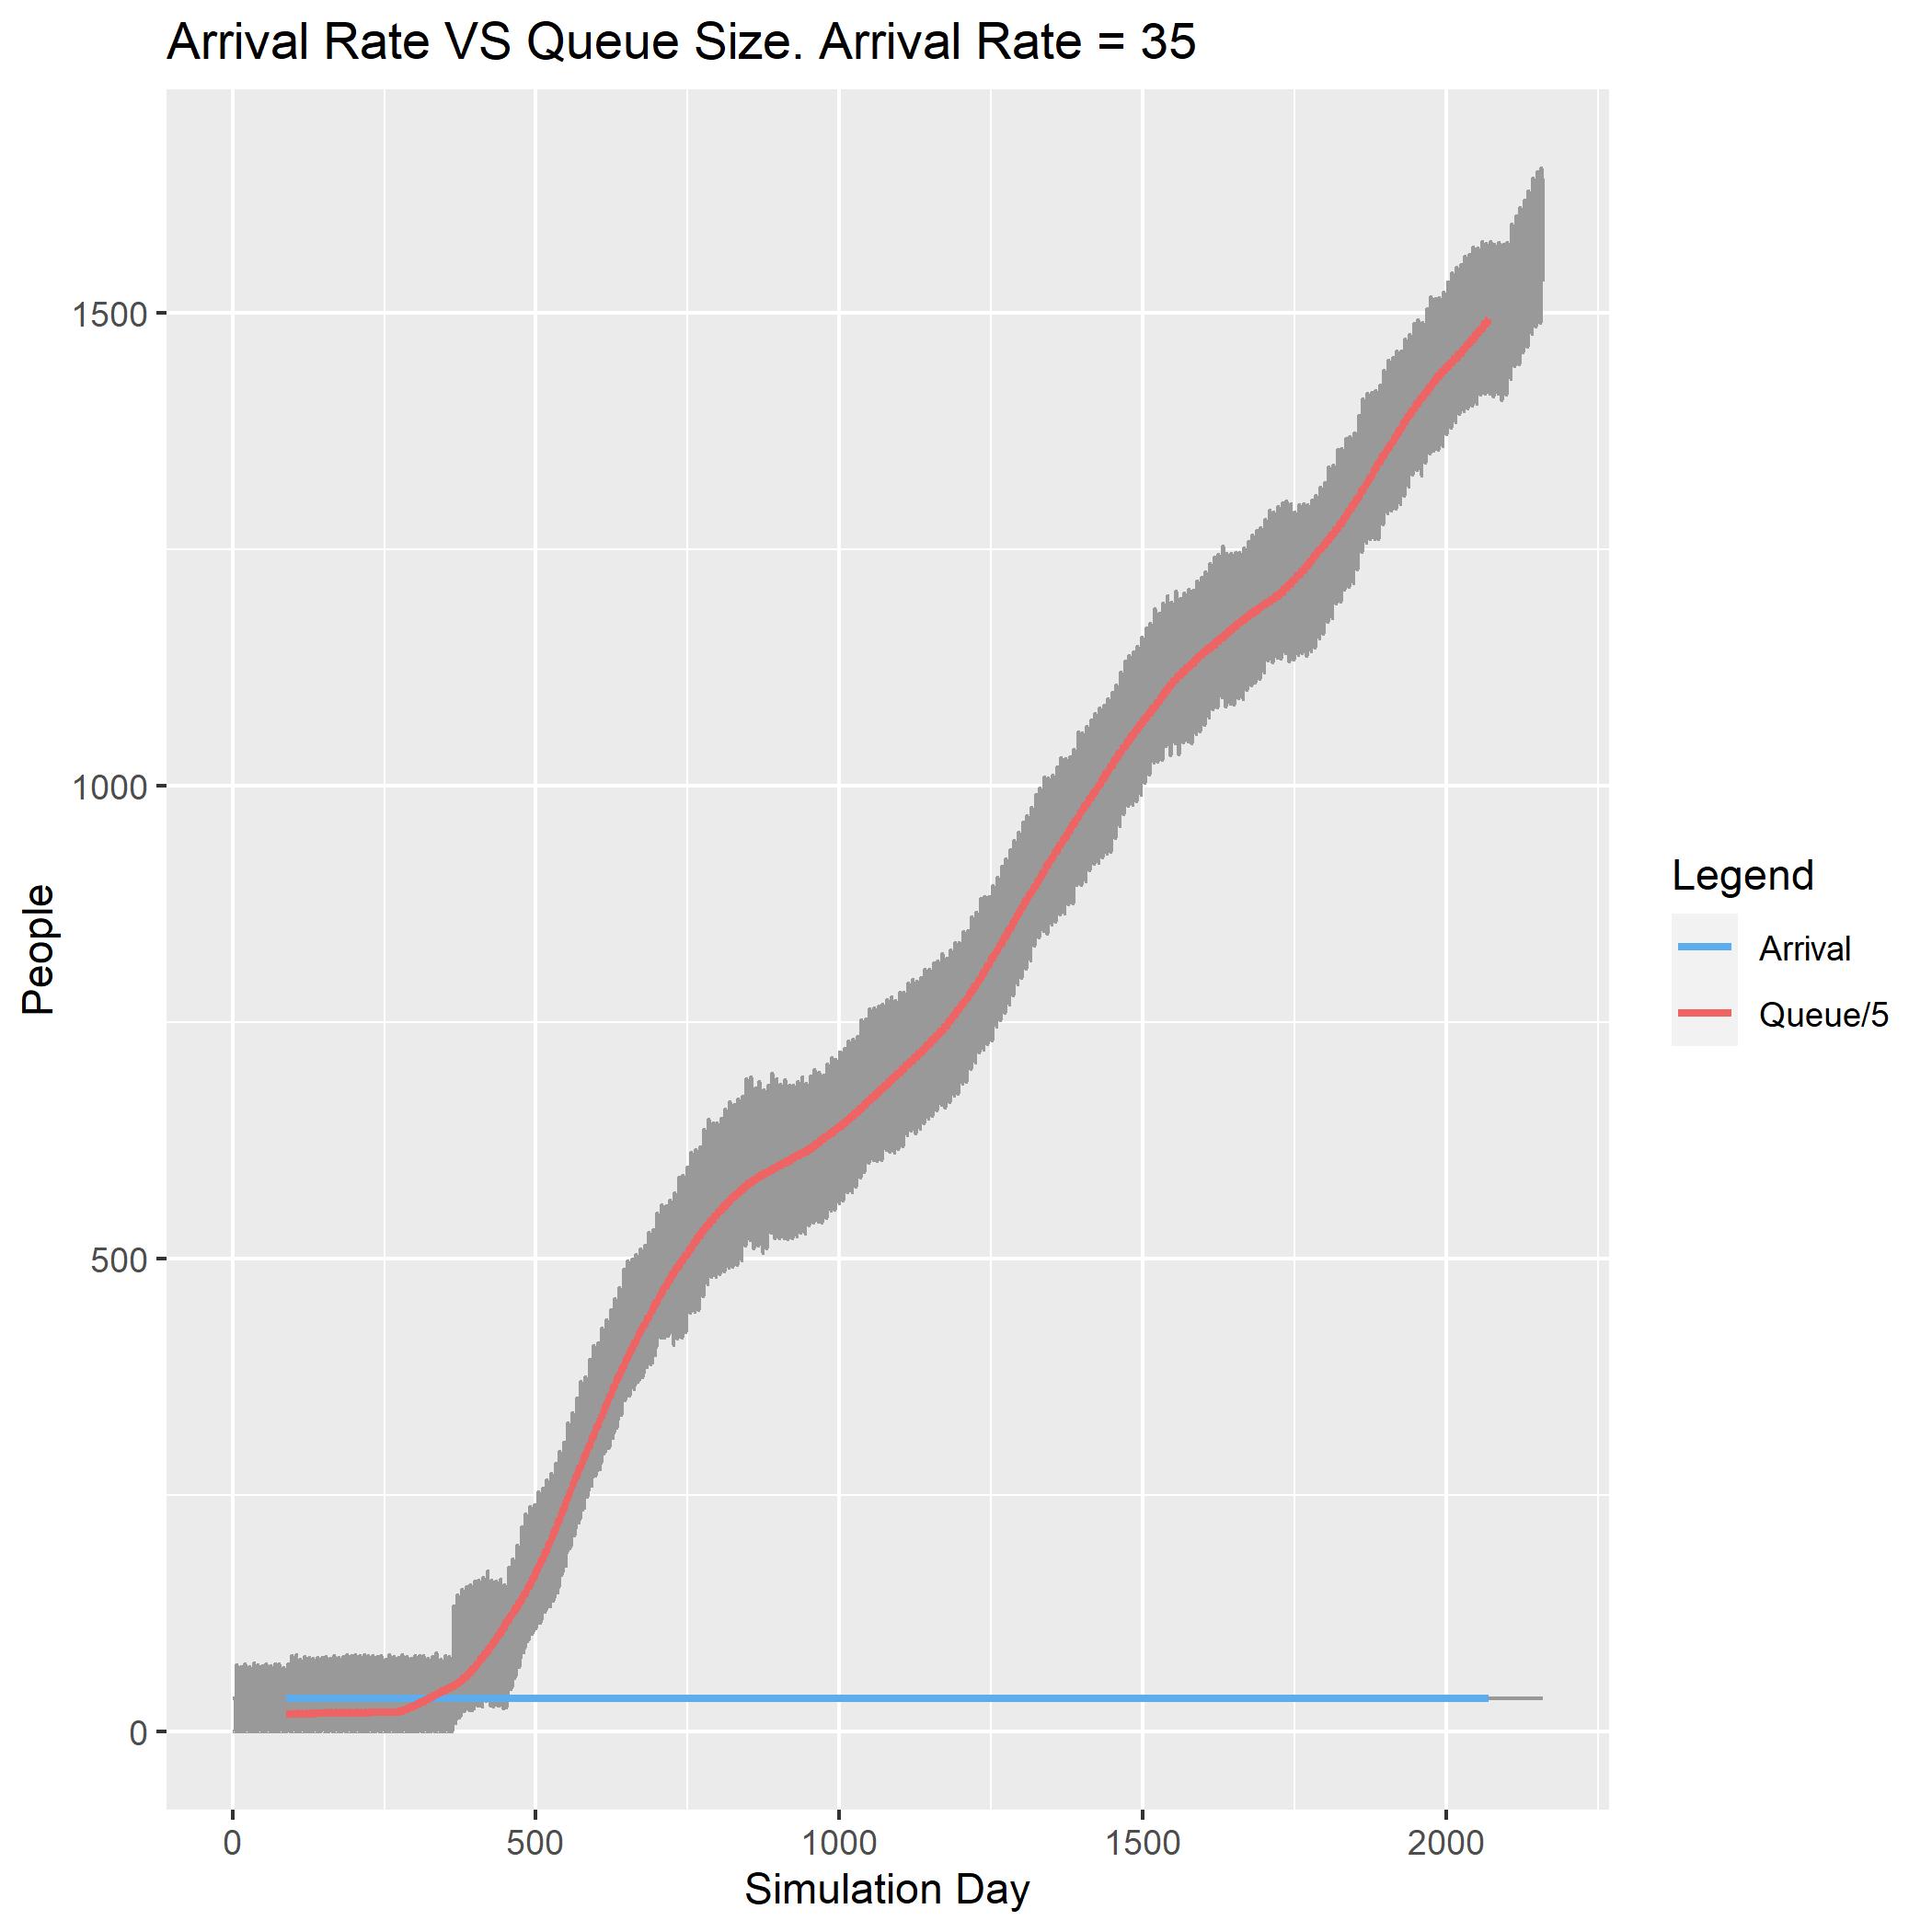 Arrival Rate VS Queue Size. Arrival Rate = 35
1500
1000
500
0
People
0 500 1000 1500 2000
Simulation Day
Legend
Arrival
Queue/5